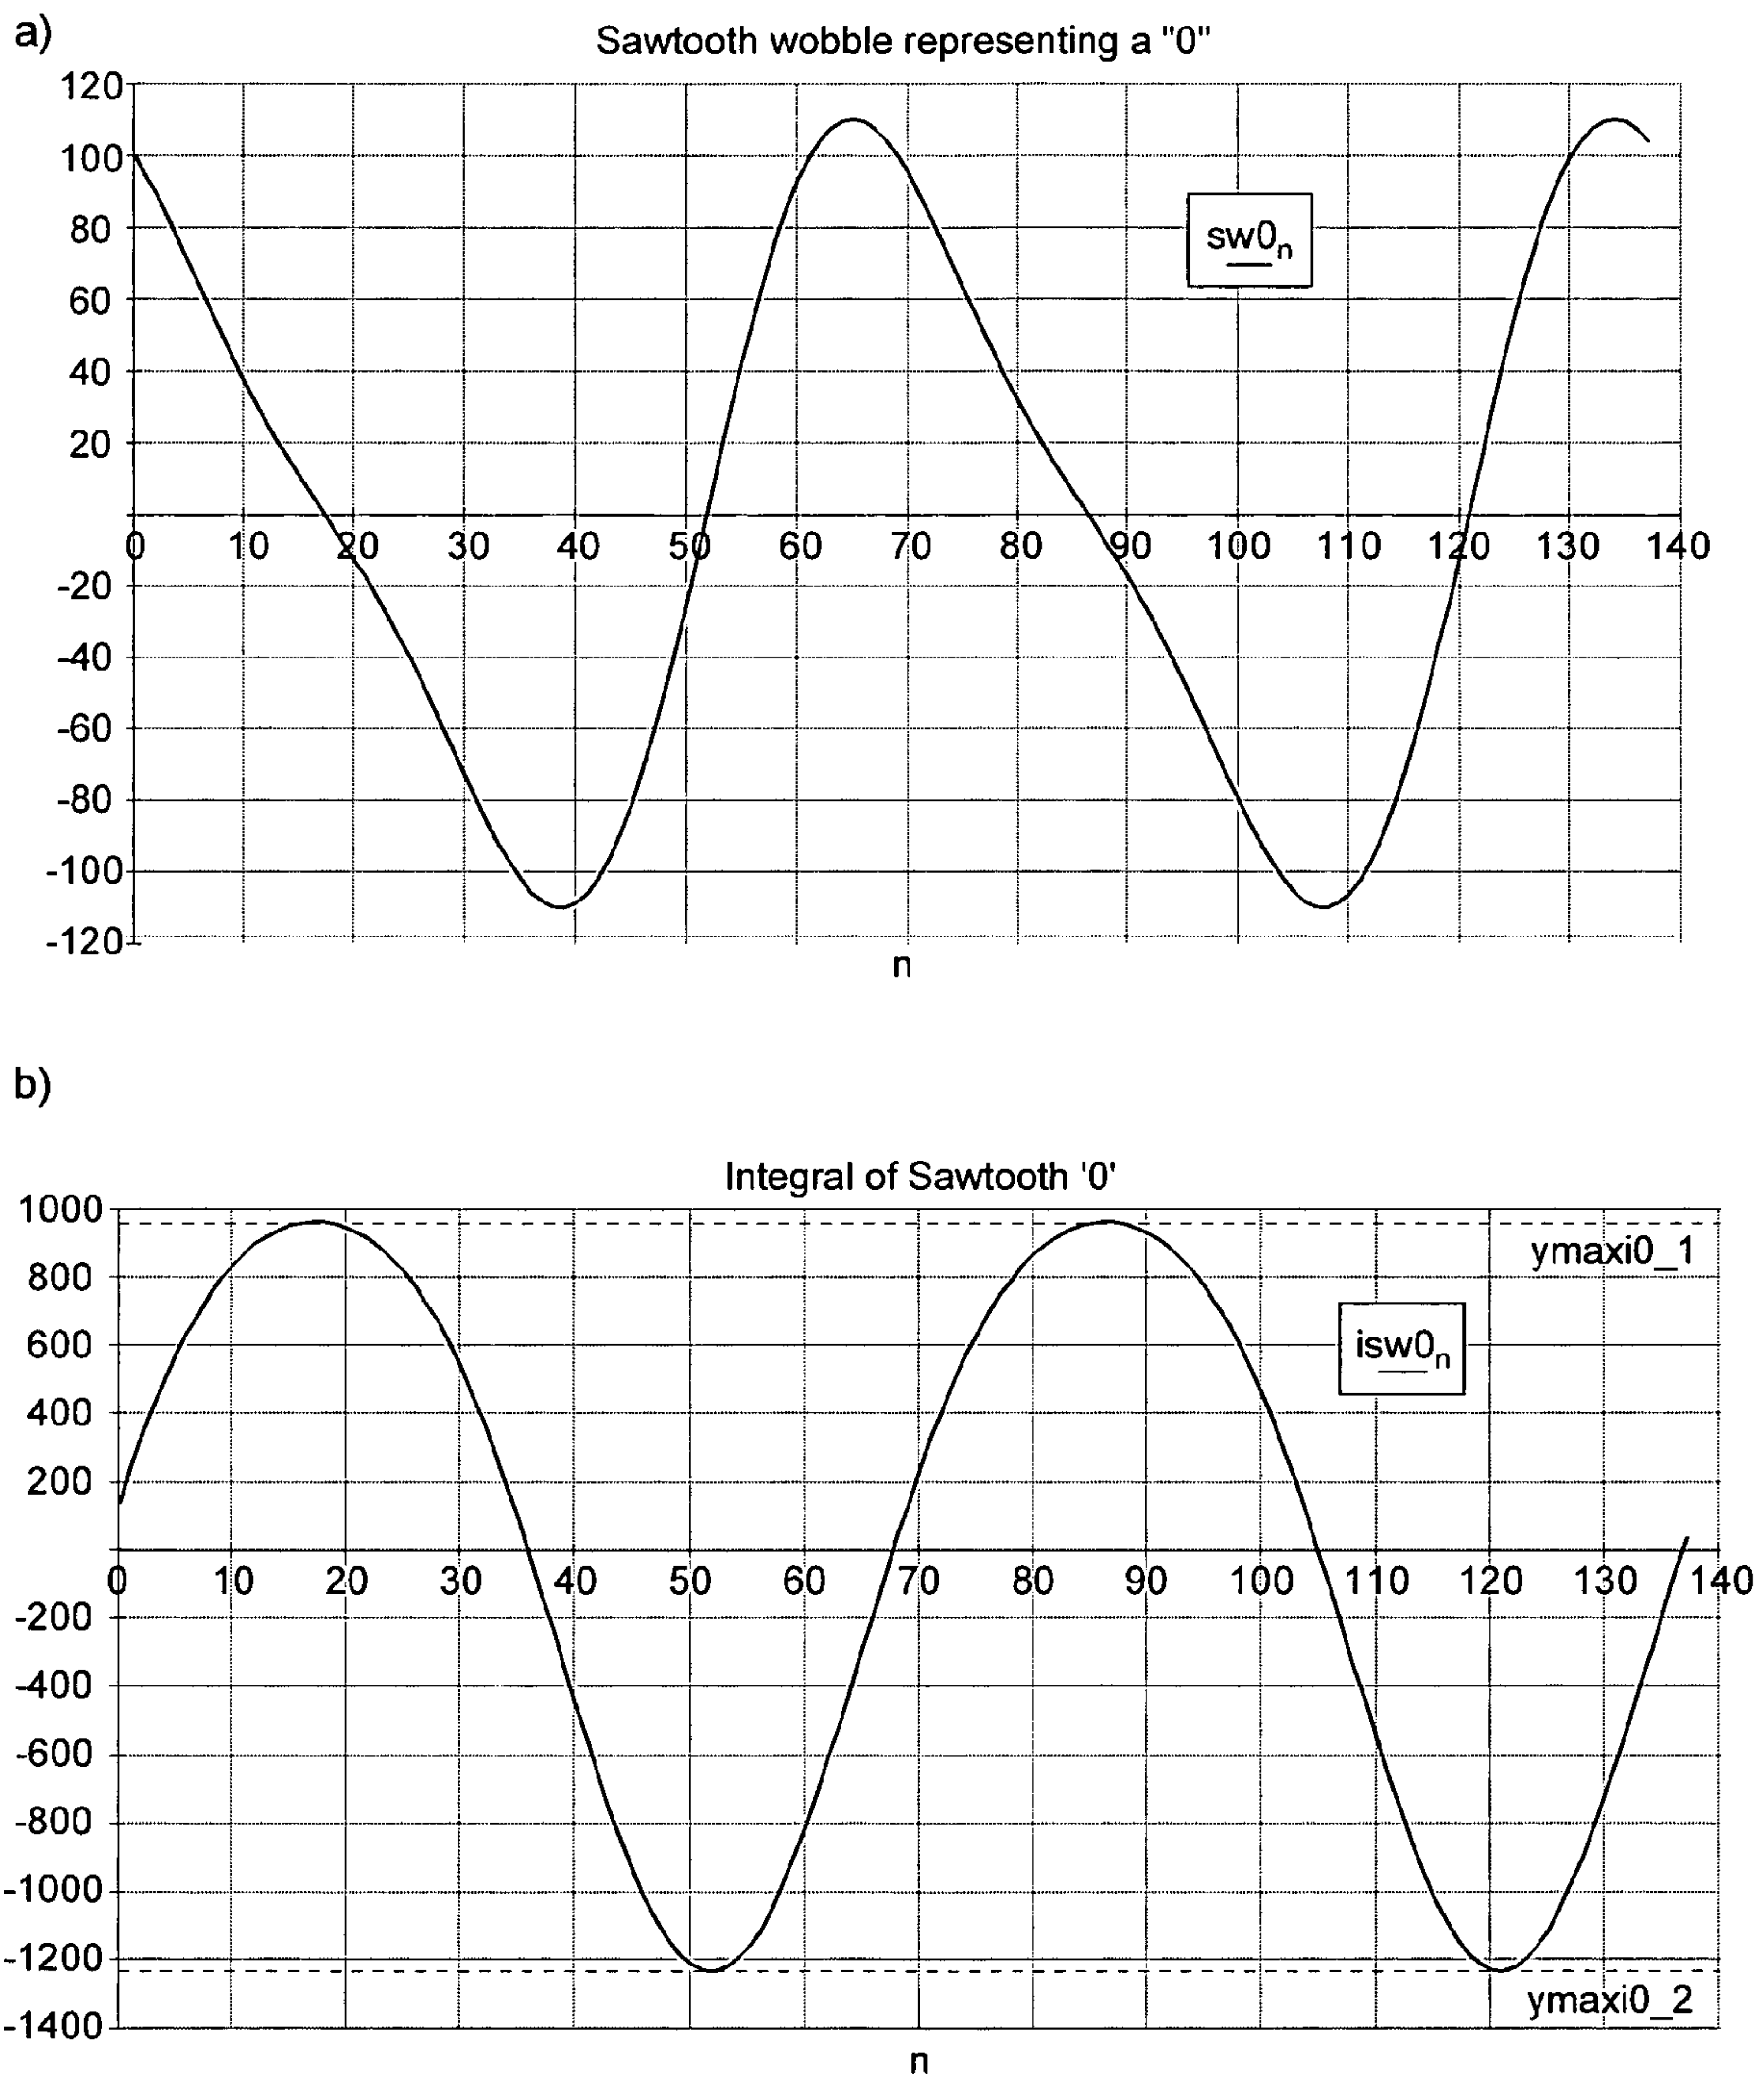 a)
Sawtooth wobble representing a "0"
120
100
80
60
40
20
0 10 20 30 40 50 60 70 80 90 100 110 120 130 140
-20
-40
-60
-80
-100
-120
sw0n
n
b)
Integral of Sawtooth '0'
1000
800
600
400
200
0 10 20 30 40 50 60 70 80 90 100 110 120 130 140
-200
-400
-600
-800
-1000
-1200
-1400
ymaxi0_1
isw0n
ymaxi0_2
n